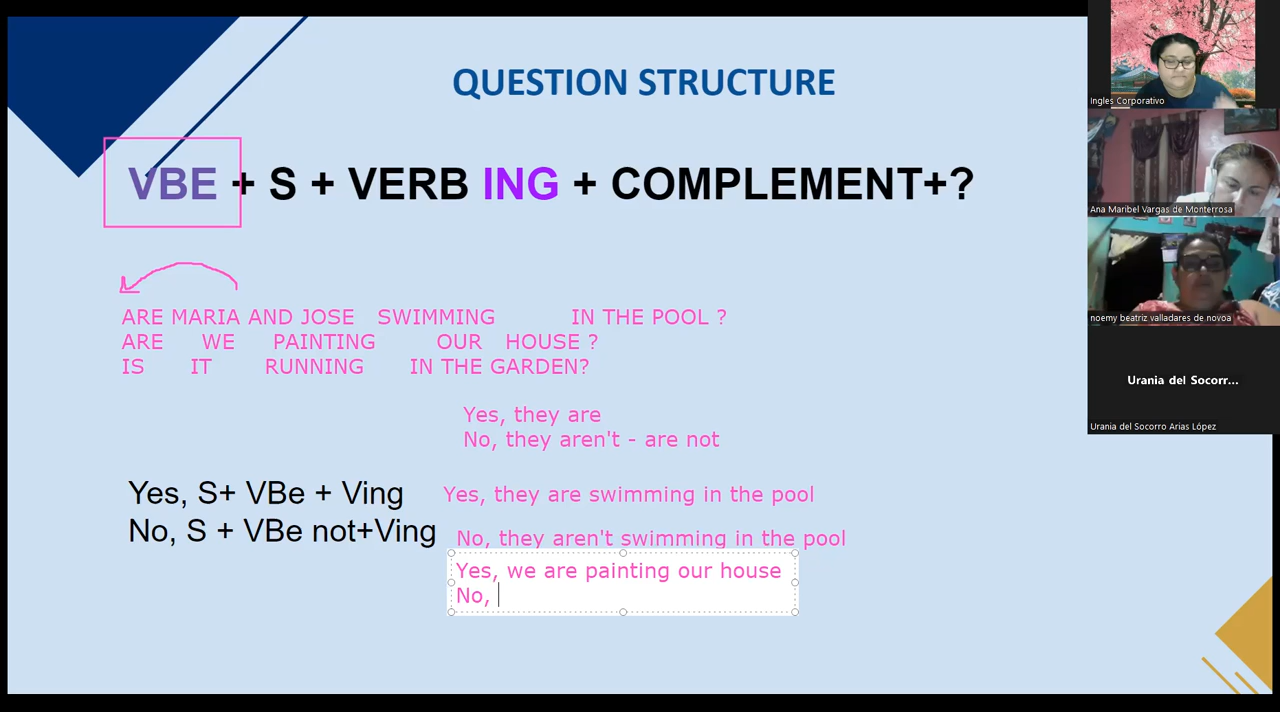 QUESTION STRUCTURE
VBE + S + VERB ING + COMPLEMENT+?
ARE MARIA AND JOSE SWIMMING IN THE POOL ?
ARE WE PAINTING OUR HOUSE ?
IS IT RUNNING IN THE GARDEN?
Yes, they are
No, they aren't - are not
Yes, S+ VBe + Ving
No, S + VBe not+Ving
Yes, they are swimming in the pool
No, they aren't swimming in the pool
Yes, we are painting our house
No,
Ingles Corporativo
Ana Maribel Vargas de Monterrosa
noemy beatriz valladares de novoa
Urania del Socorr...
Urania del Socorro Arias López